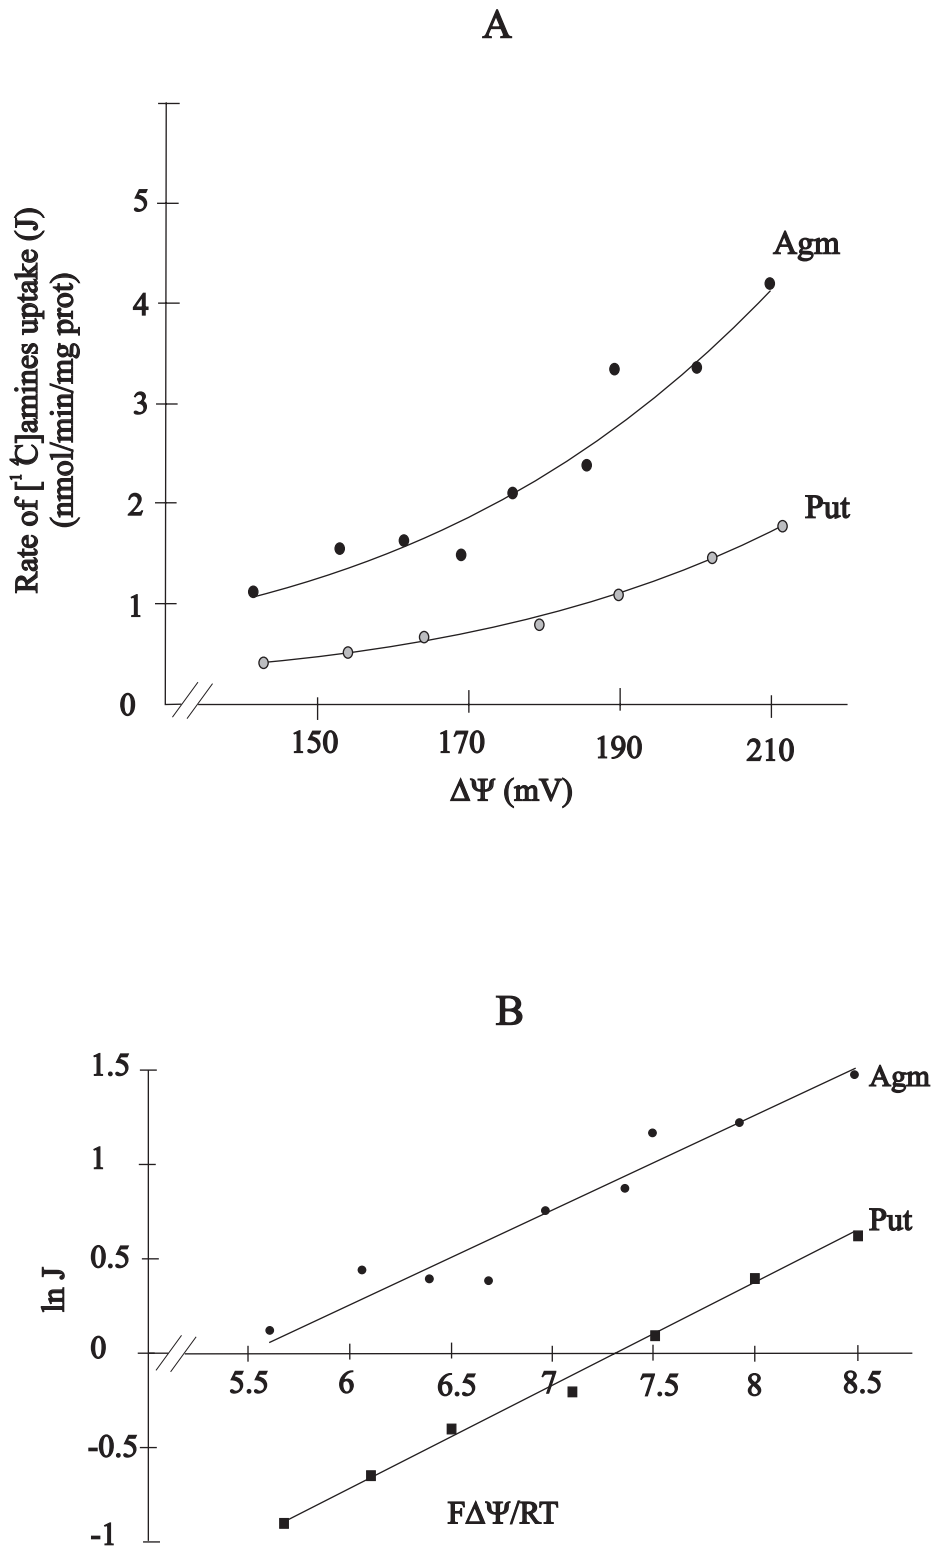 A
Rate of [¹⁴C]amines uptake (J)
(nmol/min/mg prot)
5
4
3
2
1
0
Agm
Put
150 170 190 210
ΔΨ (mV)
B
ln J
1.5
1
0.5
0
-0.5
-1
Agm
Put
5.5 6 6.5 7 7.5 8 8.5
FΔΨ/RT